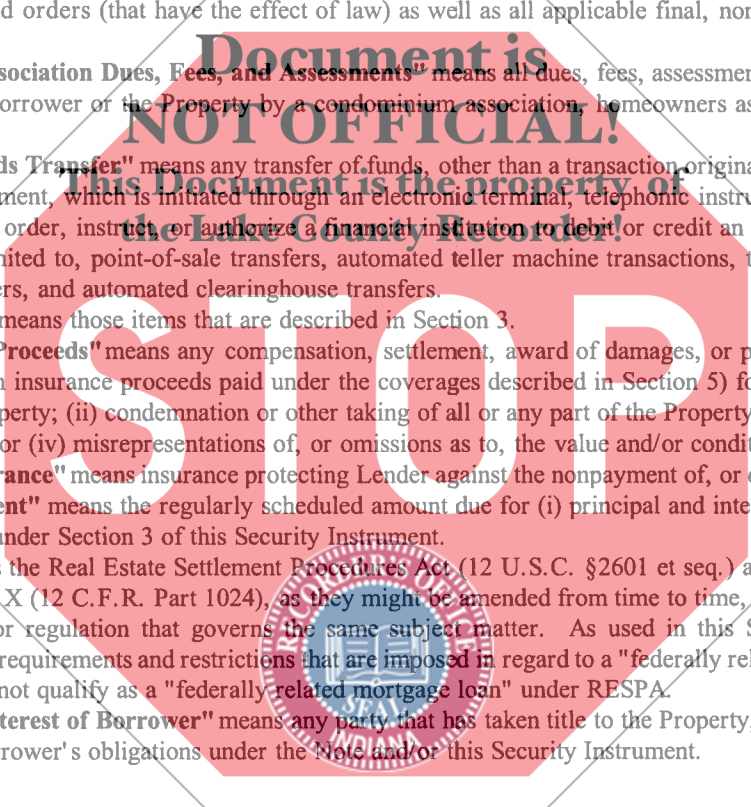 d orders (that have the effect of law) as well as all applicable final, non
Document is
sociation Dues, Fees, and Assessments" means all dues, fees, assessmen
orrower or the Property by a condominium association, homeowners as
NOT OFFICIAL!
ds Transfer" means any transfer of funds, other than a transaction origina
This Document is the property of
ment, which is initiated through an electronic terminal, telephonic instru
the Lake County Recorder!
order, instruct, or authorize a financial institution to debit or credit an
nited to, point-of-sale transfers, automated teller machine transactions, t
ers, and automated clearinghouse transfers.
means those items that are described in Section 3.
STOP
Proceeds" means any compensation, settlement, award of damages, or p
n insurance proceeds paid under the coverages described in Section 5) fo
perty; (ii) condemnation or other taking of all or any part of the Property
or (iv) misrepresentations of, or omissions as to, the value and/or condit
rance" means insurance protecting Lender against the nonpayment of, or
ent" means the regularly scheduled amount due for (i) principal and inte
under Section 3 of this Security Instrument.
s the Real Estate Settlement Procedures Act (12 U.S.C. §2601 et seq.) a
X (12 C.F.R. Part 1024), as they might be amended from time to time,
or regulation that governs the same subject matter. As used in this S
requirements and restrictions that are imposed in regard to a "federally rel
not qualify as a "federally related mortgage loan" under RESPA.
terest of Borrower" means any party that has taken title to the Property,
rrower's obligations under the Note and/or this Security Instrument.
RECORDER'S OFFICE
SEAL
INDIANA